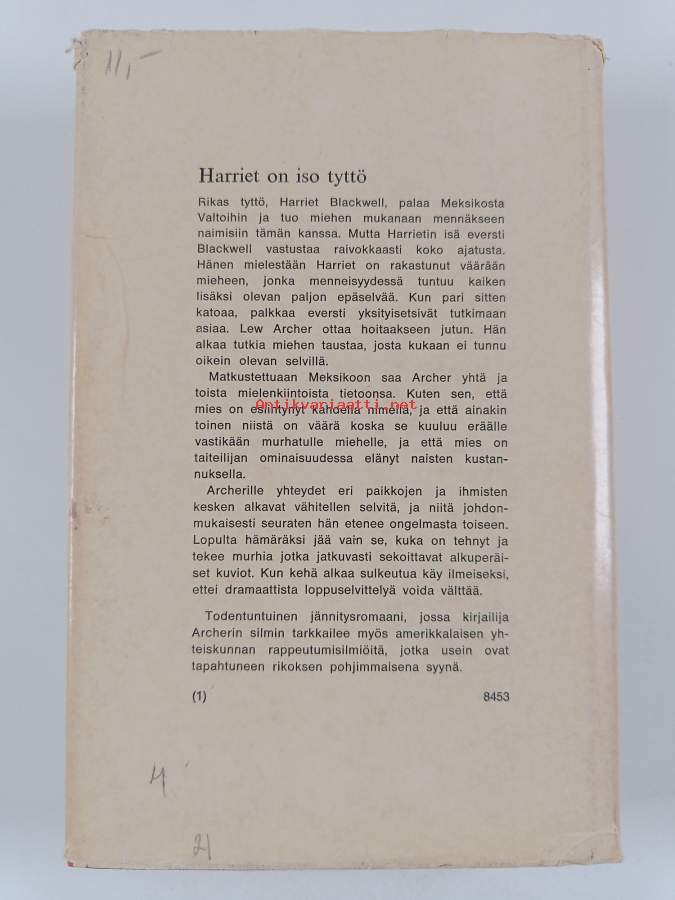 11,-
Harriet on iso tyttö
Rikas tyttö, Harriet Blackwell, palaa Meksikosta
Valtoihin ja tuo miehen mukanaan mennäkseen
naimisiin tämän kanssa. Mutta Harrietin isä eversti
Blackwell vastustaa raivokkaasti koko ajatusta.
Hänen mielestään Harriet on rakastunut väärään
mieheen, jonka menneisyydessä tuntuu kaiken
lisäksi olevan paljon epäselvää. Kun pari sitten
katoaa, palkkaa eversti yksityisetsivät tutkimaan
asiaa. Lew Archer ottaa hoitaakseen jutun. Hän
alkaa tutkia miehen taustaa, josta kukaan ei tunnu
oikein olevan selvillä.
Matkustettuaan Meksikoon saa Archer yhtä ja
toista mielenkiintoista tietoonsa. Kuten sen, että
Antikvariaatti.net
mies on esiintynyt kahdella nimellä, ja että ainakin
toinen niistä on väärä koska se kuuluu eräälle
vastikään murhatulle miehelle, ja että mies on
taiteilijan ominaisuudessa elänyt naisten kustan-
nuksella.
Archerille yhteydet eri paikkojen ja ihmisten
kesken alkavat vähitellen selvitä, ja niitä johdon-
mukaisesti seuraten hän etenee ongelmasta toiseen.
Lopulta hämäräksi jää vain se, kuka on tehnyt ja
tekee murhia jotka jatkuvasti sekoittavat alkuperäi-
set kuviot. Kun kehä alkaa sulkeutua käy ilmeiseksi,
ettei dramaattista loppuselvittelyä voida välttää.
Todentuntuinen jännitysromaani, jossa kirjailija
Archerin silmin tarkkailee myös amerikkalaisen yh-
teiskunnan rappeutumisilmiöitä, jotka usein ovat
tapahtuneen rikoksen pohjimmaisena syynä.
(1) 8453
21